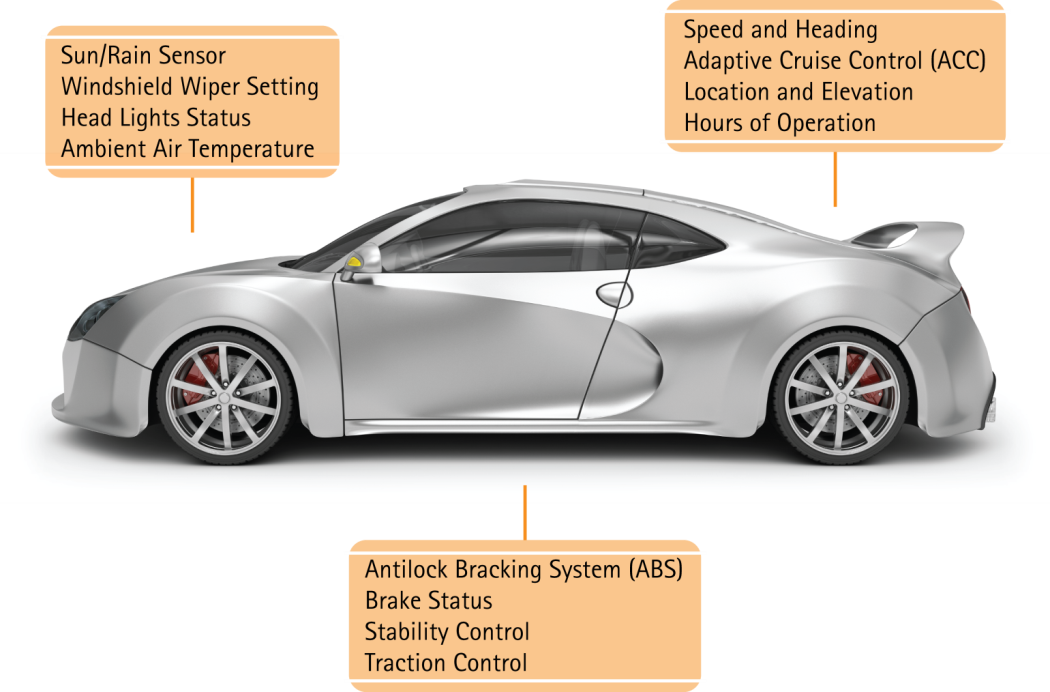 Sun/Rain Sensor
Windshield Wiper Setting
Head Lights Status
Ambient Air Temperature
Speed and Heading
Adaptive Cruise Control (ACC)
Location and Elevation
Hours of Operation
Antilock Bracking System (ABS)
Brake Status
Stability Control
Traction Control